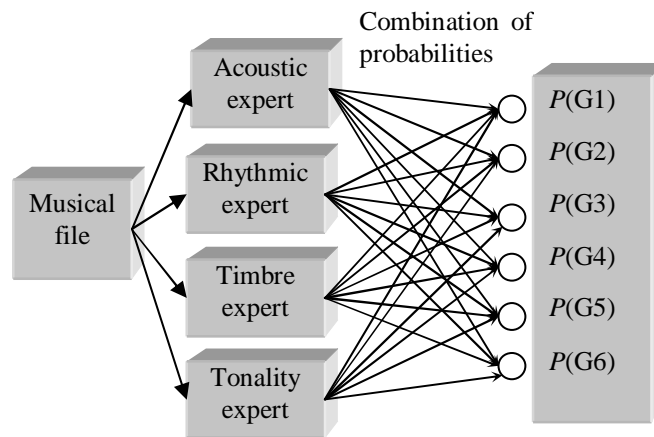 Combination of
probabilities
Acoustic
expert
Rhythmic
expert
Timbre
expert
Tonality
expert
Musical
file
P(G1)
P(G2)
P(G3)
P(G4)
P(G5)
P(G6)